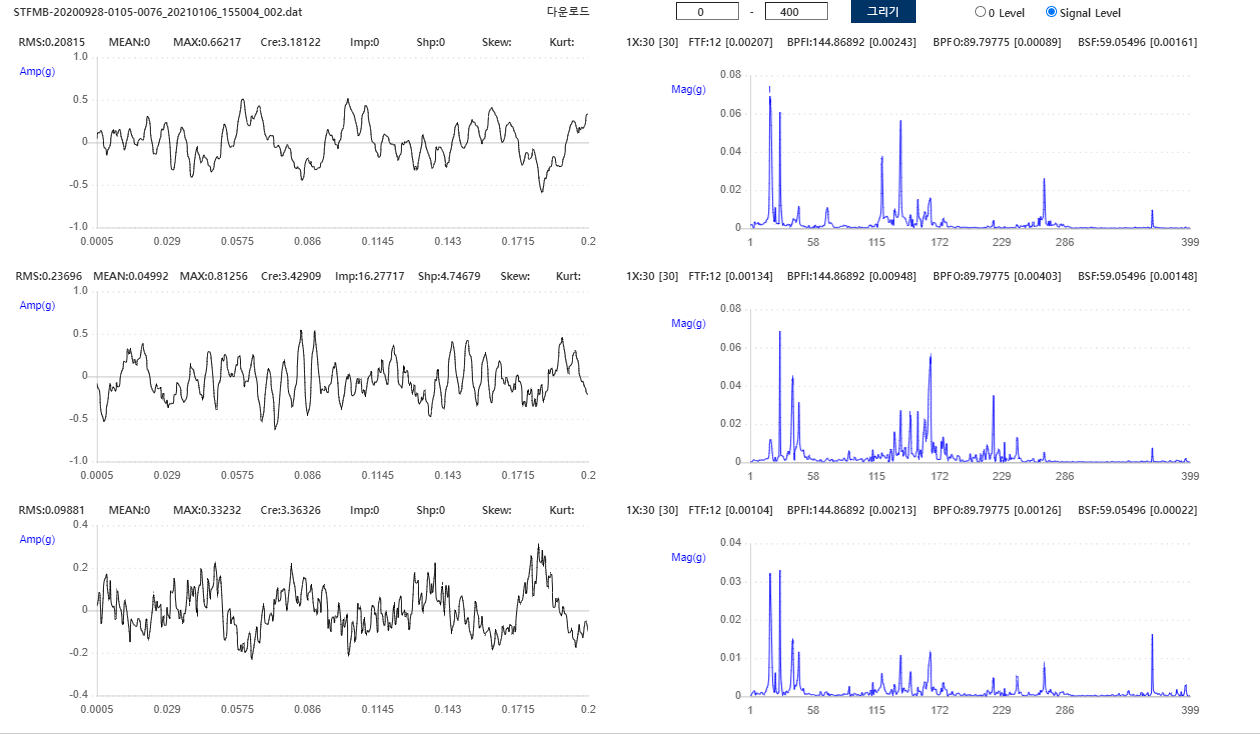 STFMB-20200928-0105-0076_20210106_155004_002.dat 다운로드 0 - 400 그리기 0 Level Signal Level
RMS:0.20815 MEAN:0 MAX:0.66217 Cre:3.18122 Imp:0 Shp:0 Skew: Kurt: 1X:30 [30] FTF:12 [0.00207] BPFI:144.86892 [0.00243] BPFO:89.79775 [0.00089] BSF:59.05496 [0.00161]
Amp(g)
1.0
0.5
0
-0.5
-1.0
0.0005 0.029 0.0575 0.086 0.1145 0.143 0.1715 0.2
Mag(g)
0.08
0.06
0.04
0.02
0
1 58 115 172 229 286 399
RMS:0.23696 MEAN:0.04992 MAX:0.81256 Cre:3.42909 Imp:16.27717 Shp:4.74679 Skew: Kurt: 1X:30 [30] FTF:12 [0.00134] BPFI:144.86892 [0.00948] BPFO:89.79775 [0.00403] BSF:59.05496 [0.00148]
Amp(g)
1.0
0.5
0
-0.5
-1.0
0.0005 0.029 0.0575 0.086 0.1145 0.143 0.1715 0.2
Mag(g)
0.08
0.06
0.04
0.02
0
1 58 115 172 229 286 399
RMS:0.09881 MEAN:0 MAX:0.33232 Cre:3.36326 Imp:0 Shp:0 Skew: Kurt: 1X:30 [30] FTF:12 [0.00104] BPFI:144.86892 [0.00213] BPFO:89.79775 [0.00126] BSF:59.05496 [0.00022]
Amp(g)
0.4
0.2
0
-0.2
-0.4
0.0005 0.029 0.0575 0.086 0.1145 0.143 0.1715 0.2
Mag(g)
0.04
0.03
0.02
0.01
0
1 58 115 172 229 286 399